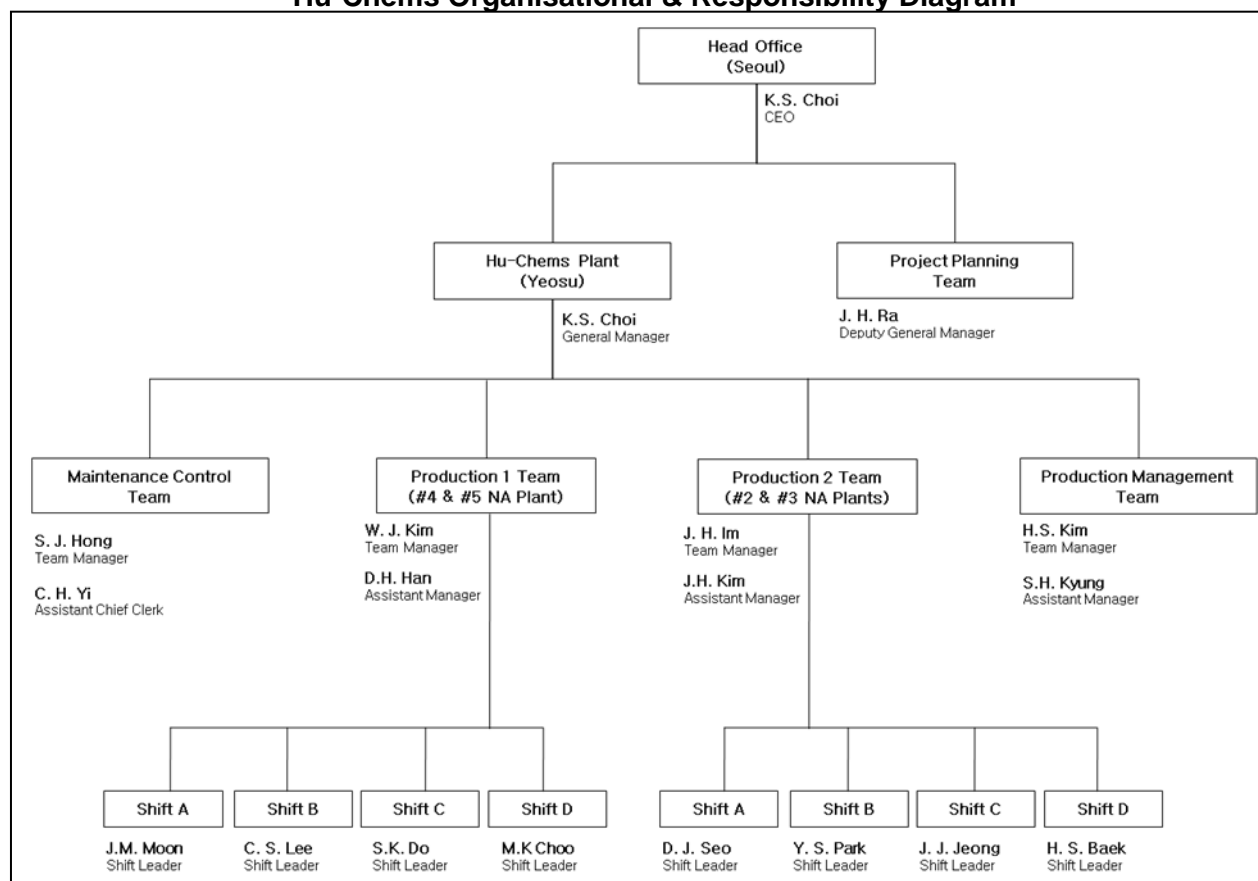 Hu-Chems Organisational & Responsibility Diagram
Head Office
(Seoul)
K.S. Choi
CEO
Hu-Chems Plant
(Yeosu)
Project Planning
Team
K.S. Choi
General Manager
J. H. Ra
Deputy General Manager
Maintenance Control
Team
Production 1 Team
(#4 & #5 NA Plant)
Production 2 Team
(#2 & #3 NA Plants)
Production Management
Team
S. J. Hong
Team Manager
C. H. Yi
Assistant Chief Clerk
W. J. Kim
Team Manager
D.H. Han
Assistant Manager
J. H. Im
Team Manager
J.H. Kim
Assistant Manager
H.S. Kim
Team Manager
S.H. Kyung
Assistant Manager
Shift A
Shift B
Shift C
Shift D
Shift A
Shift B
Shift C
Shift D
J.M. Moon
Shift Leader
C. S. Lee
Shift Leader
S.K. Do
Shift Leader
M.K Choo
Shift Leader
D. J. Seo
Shift Leader
Y. S. Park
Shift Leader
J. J. Jeong
Shift Leader
H. S. Baek
Shift Leader